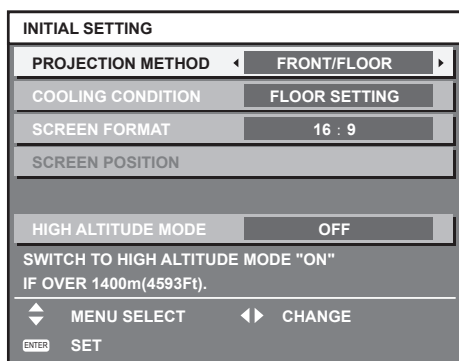 INITIAL SETTING
PROJECTION METHOD FRONT/FLOOR
COOLING CONDITION FLOOR SETTING
SCREEN FORMAT 16 : 9
SCREEN POSITION
HIGH ALTITUDE MODE OFF
SWITCH TO HIGH ALTITUDE MODE "ON"
IF OVER 1400m(4593Ft).
MENU SELECT CHANGE
ENTER SET